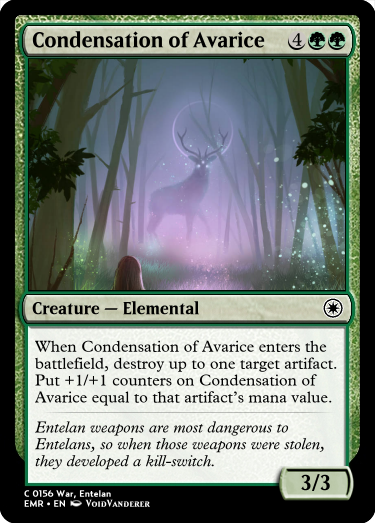 Condensation of Avarice 4
Creature — Elemental
When Condensation of Avarice enters the
battlefield, destroy up to one target artifact.
Put +1/+1 counters on Condensation of
Avarice equal to that artifact's mana value.
Entelan weapons are most dangerous to
Entelans, so when those weapons were stolen,
they developed a kill-switch.
3/3
C 0156 War, Entelan
EMR • EN VoidVanderer